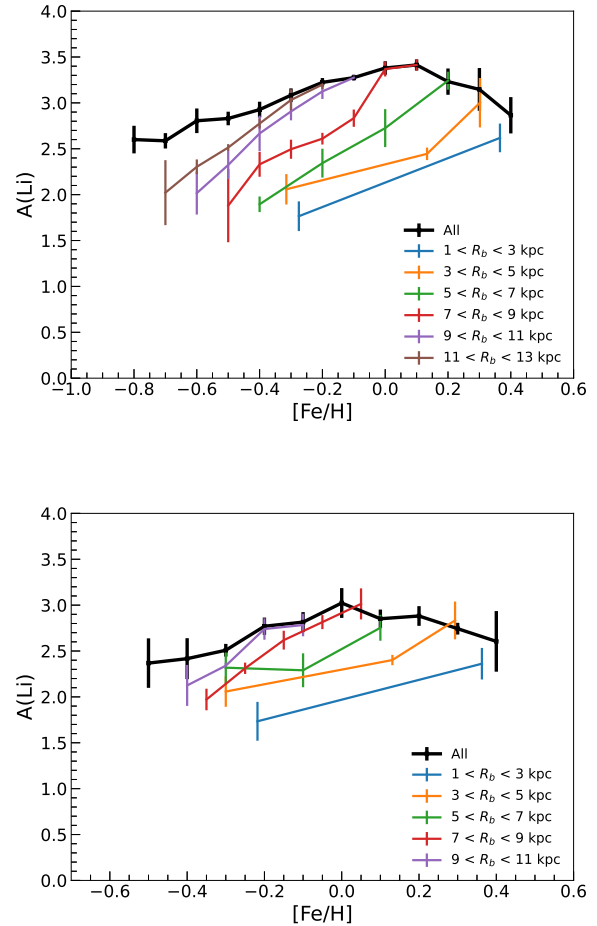 4.0
3.5
3.0
2.5
2.0
1.5
1.0
0.5
0.0
A(Li)
All
1 < R_b < 3 kpc
3 < R_b < 5 kpc
5 < R_b < 7 kpc
7 < R_b < 9 kpc
9 < R_b < 11 kpc
11 < R_b < 13 kpc
−1.0 −0.8 −0.6 −0.4 −0.2 0.0 0.2 0.4 0.6
[Fe/H]
4.0
3.5
3.0
2.5
2.0
1.5
1.0
0.5
0.0
A(Li)
All
1 < R_b < 3 kpc
3 < R_b < 5 kpc
5 < R_b < 7 kpc
7 < R_b < 9 kpc
9 < R_b < 11 kpc
−0.6 −0.4 −0.2 0.0 0.2 0.4 0.6
[Fe/H]